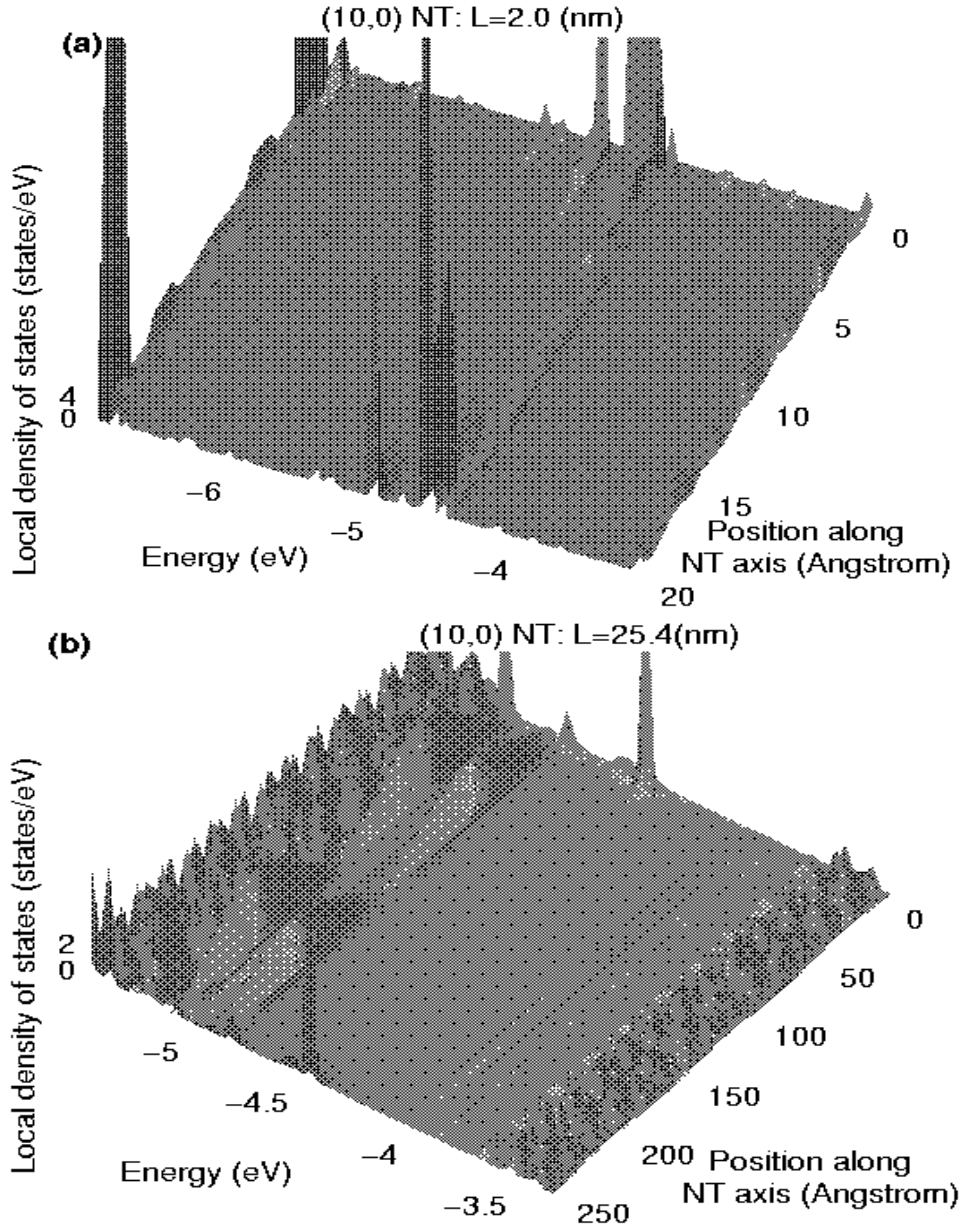 (10,0) NT: L=2.0 (nm)
(a)
Local density of states (states/eV)
4
0
−6
−5
−4
Energy (eV)
0
5
10
15
20
Position along
NT axis (Angstrom)
(10,0) NT: L=25.4(nm)
(b)
Local density of states (states/eV)
2
0
−5
−4.5
−4
−3.5
Energy (eV)
0
50
100
150
200
250
Position along
NT axis (Angstrom)